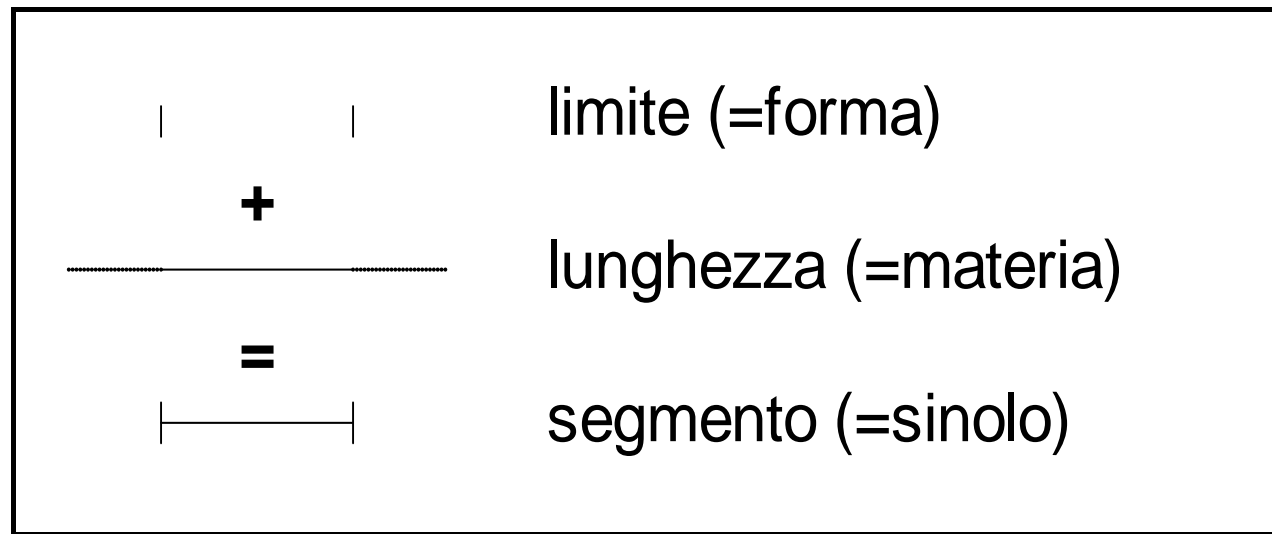 limite (=forma)
+
lunghezza (=materia)
=
segmento (=sinolo)